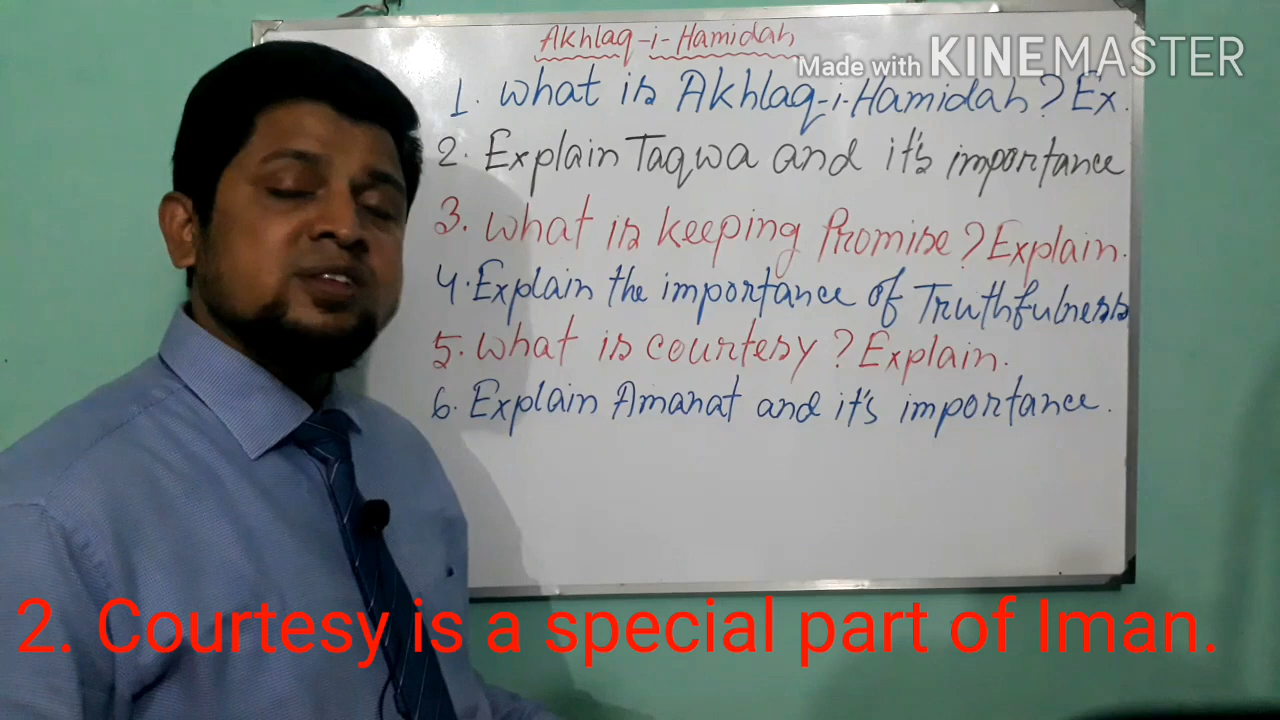 Akhlaq-i-Hamidah
Made with KINEMASTER
1. What is Akhlaq-i-Hamidah? Ex.
2. Explain Taqwa and it's importance
3. What is keeping Promise? Explain.
4. Explain the importance of Truthfulness
5. What is courtesy? Explain.
6. Explain Amanat and it's importance.
2. Courtesy is a special part of Iman.